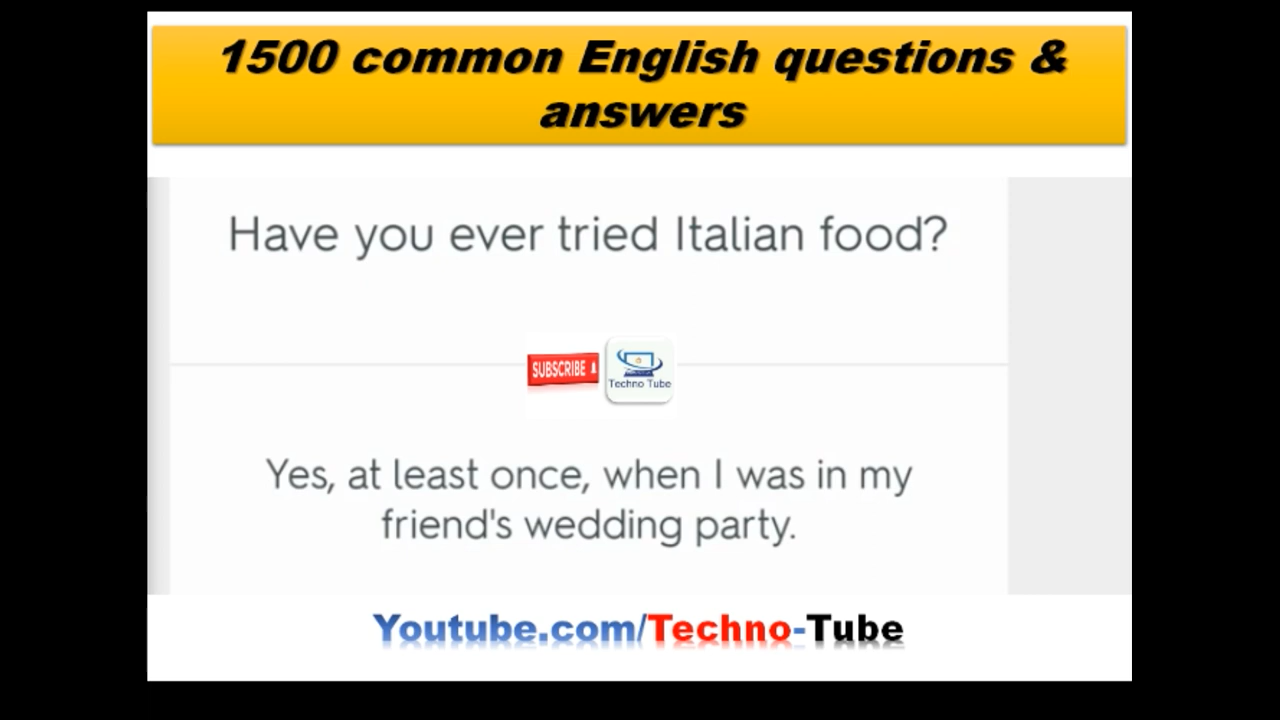 1500 common English questions &
answers
Have you ever tried Italian food?
SUBSCRIBE
Techno Tube
Yes, at least once, when I was in my
friend's wedding party.
Youtube.com/Techno-Tube